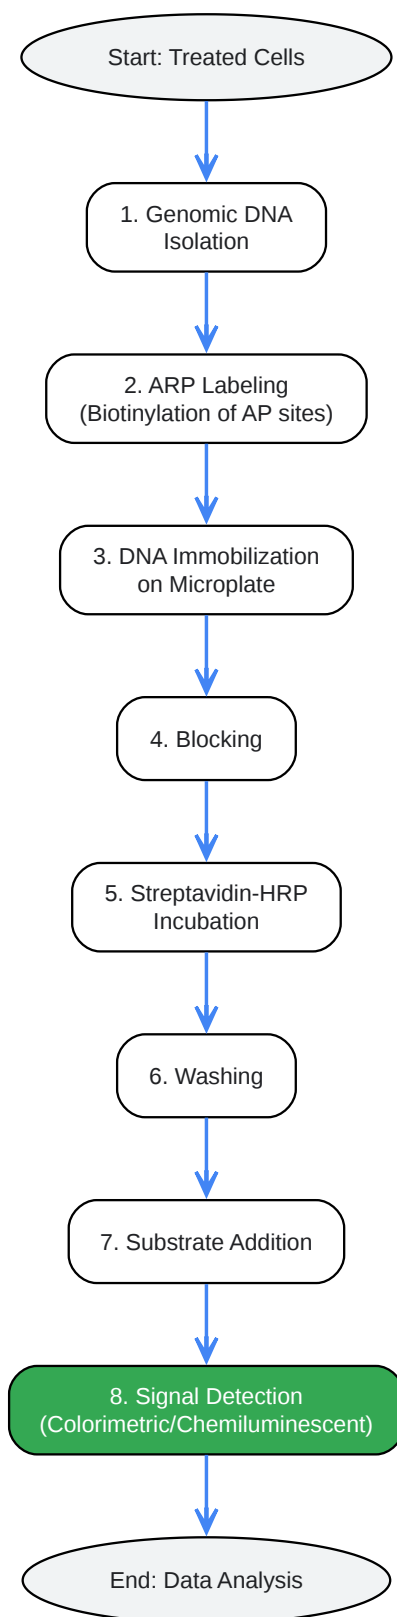 Start: Treated Cells
1. Genomic DNA
Isolation
2. ARP Labeling
(Biotinylation of AP sites)
3. DNA Immobilization
on Microplate
4. Blocking
5. Streptavidin-HRP
Incubation
6. Washing
7. Substrate Addition
8. Signal Detection
(Colorimetric/Chemiluminescent)
End: Data Analysis